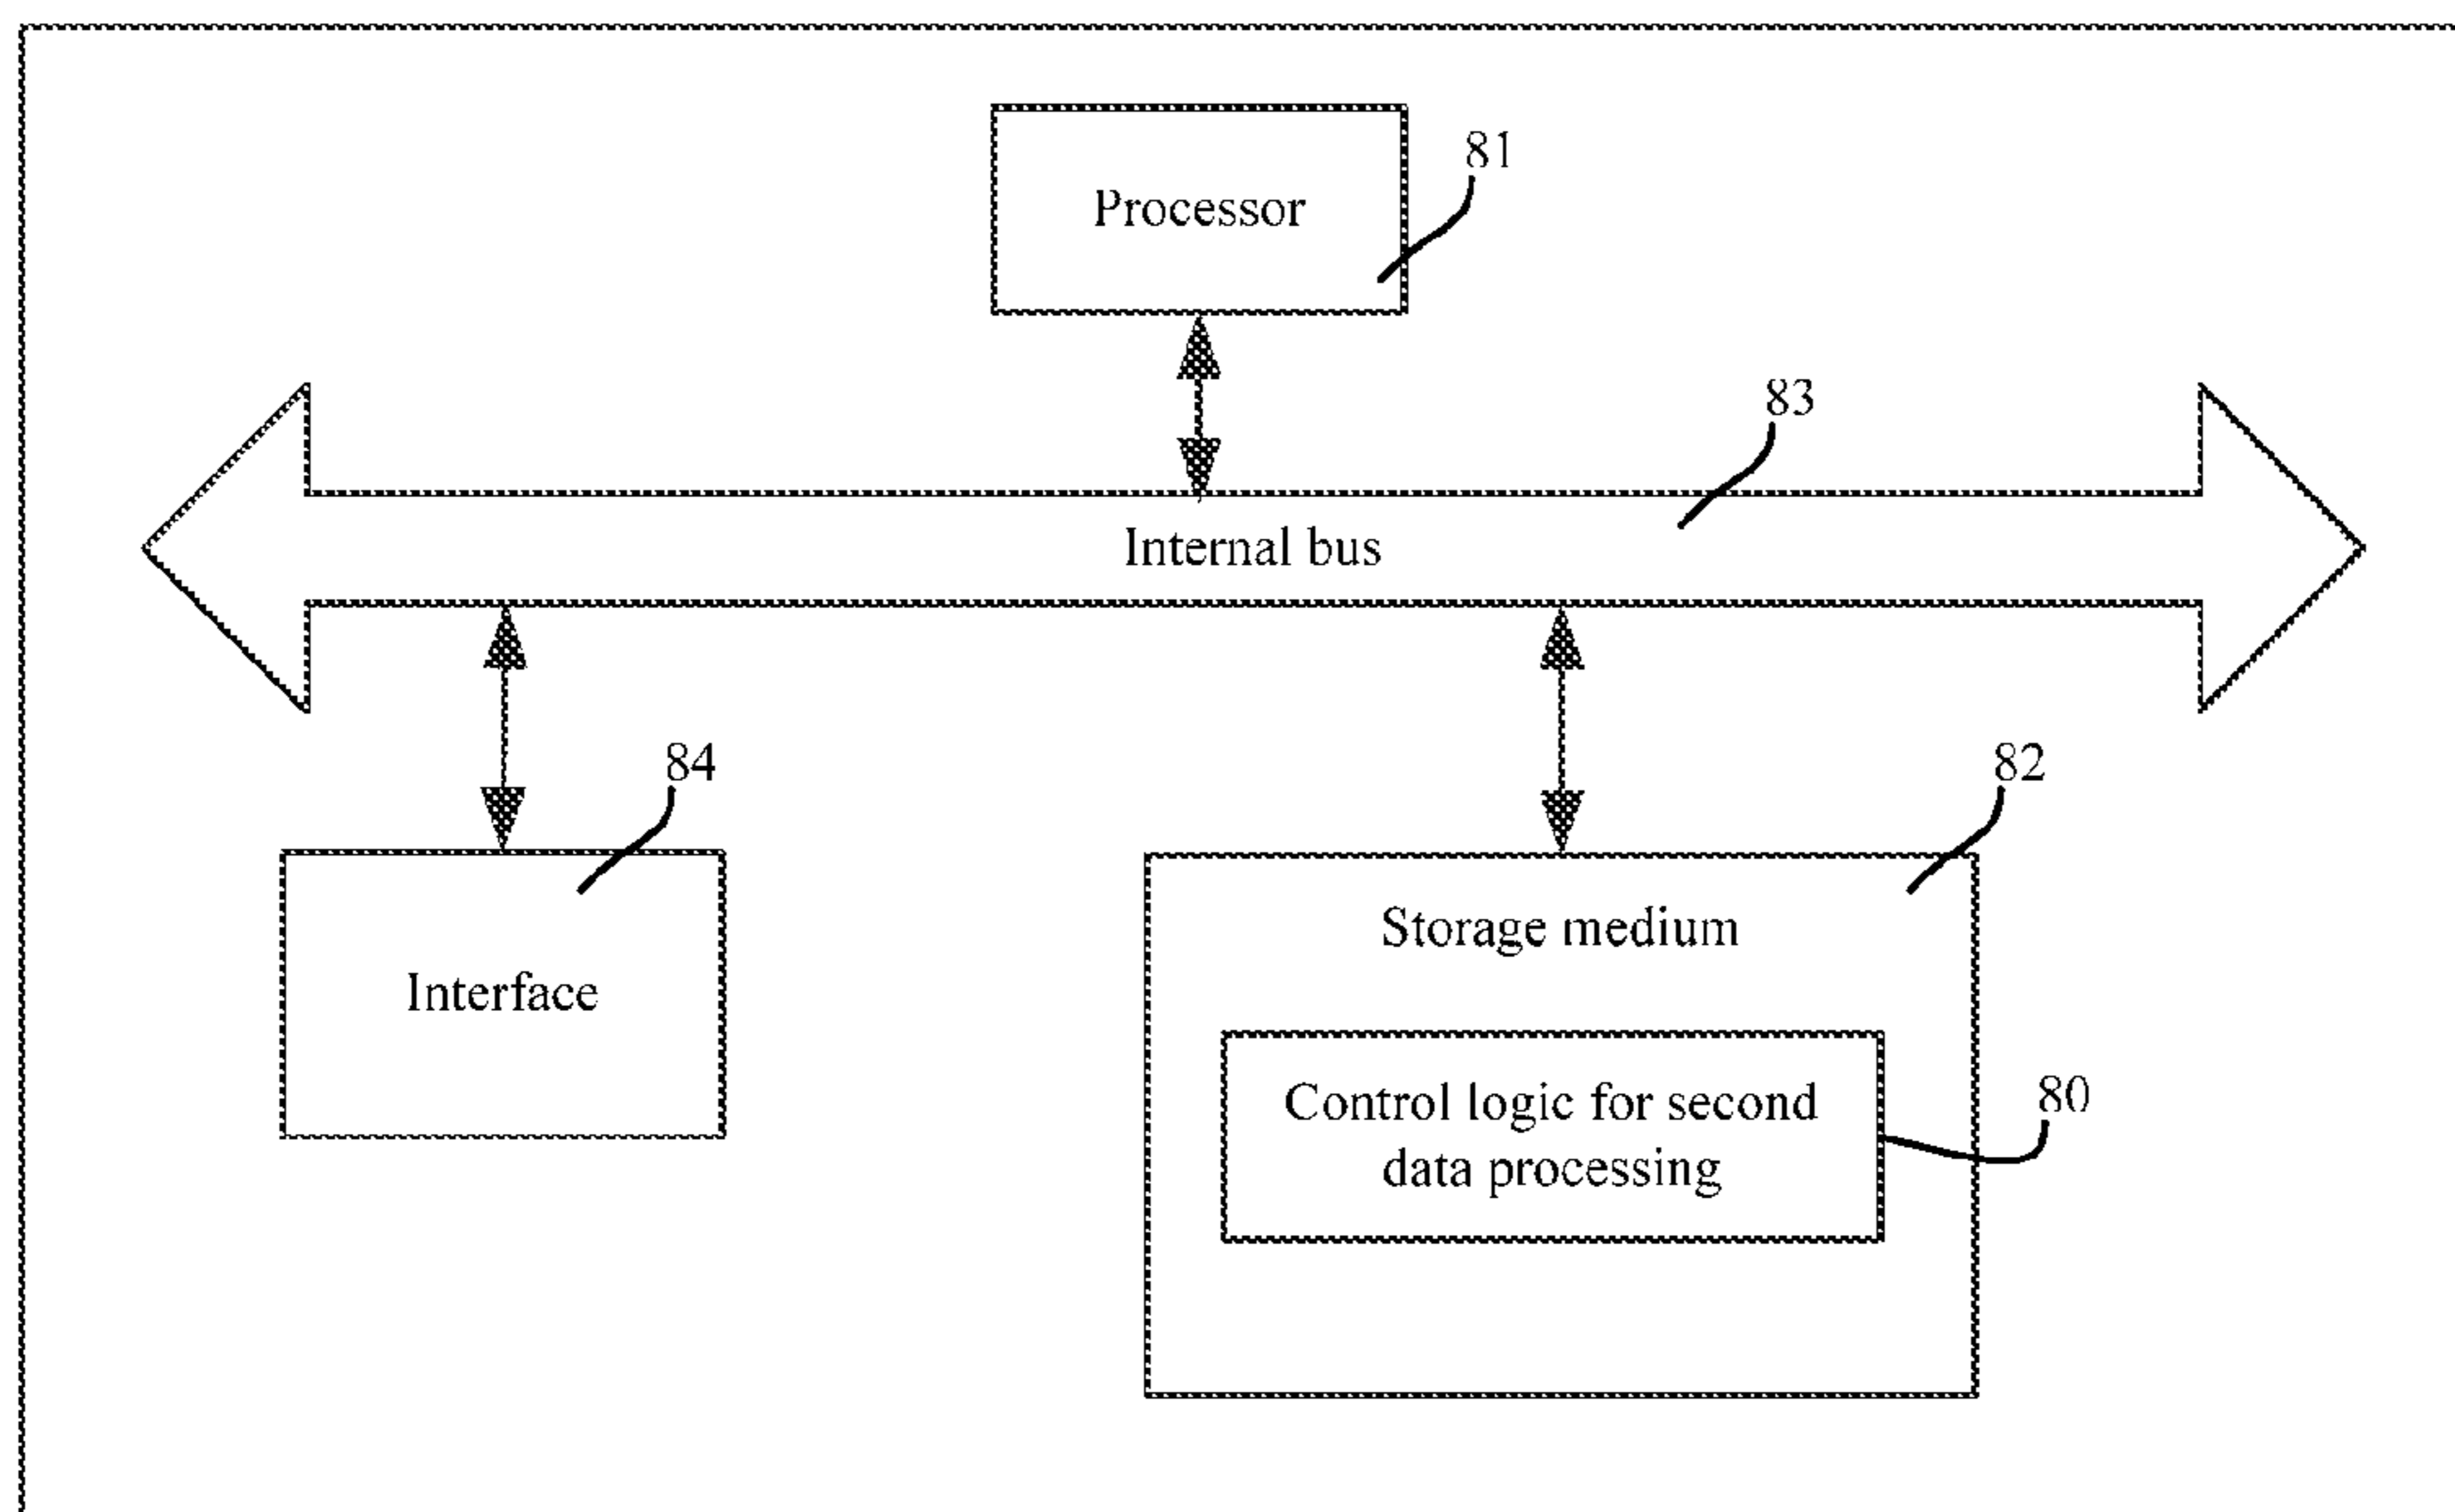 81
Processor
83
Internal bus
84
82
Storage medium
Interface
80
Control logic for second
data processing